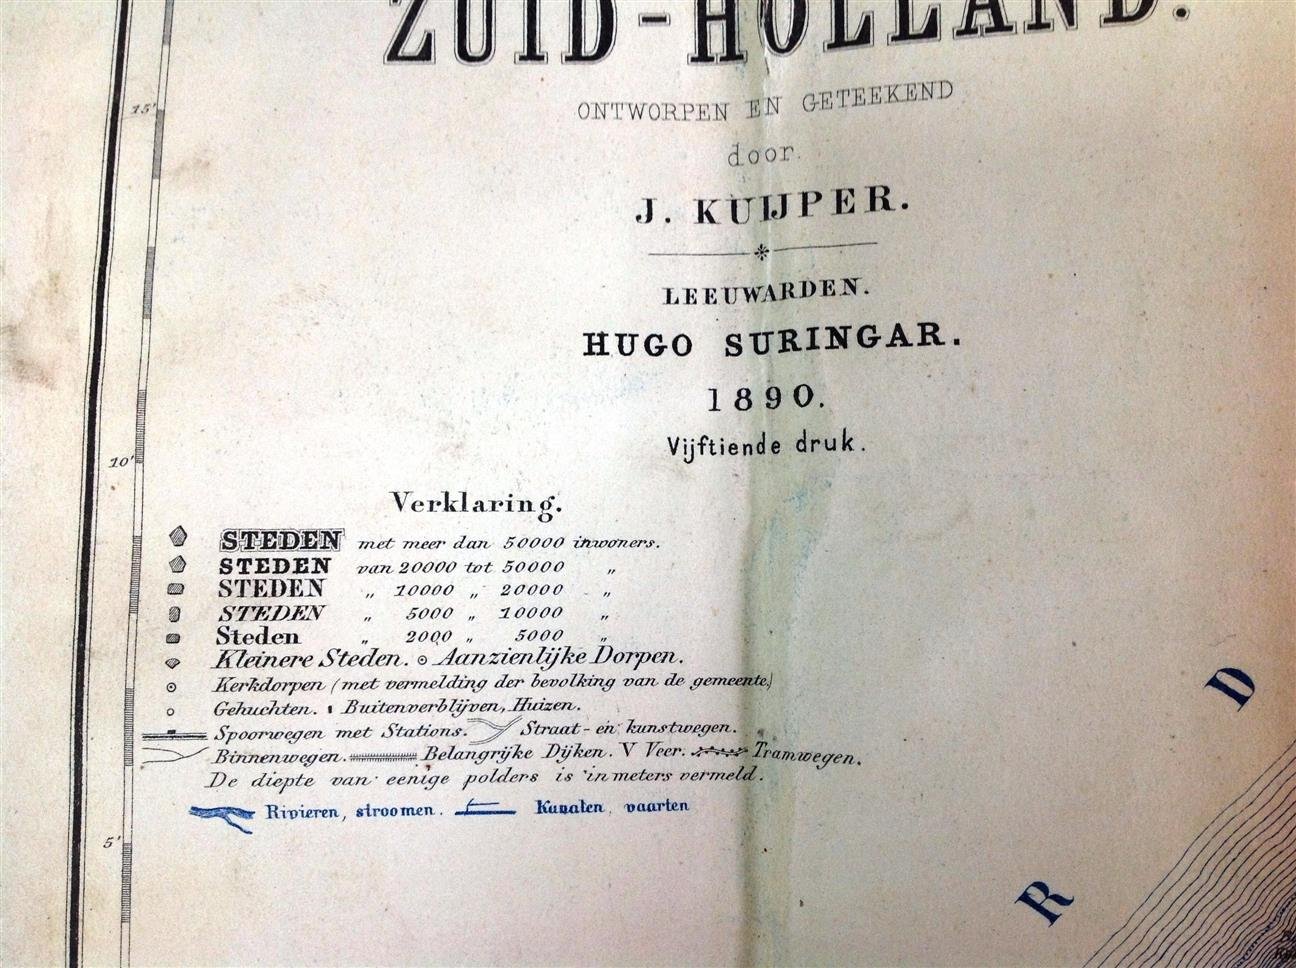 ZUID-HOLLAND.
ONTWORPEN EN GETEEKEND
door
J. KUIJPER.
LEEUWARDEN.
HUGO SURINGAR.
1890.
Vijftiende druk.
Verklaring.
STEDEN met meer dan 50000 inwoners.
STEDEN van 20000 tot 50000 „
STEDEN „ 10000 „ 20000 „
STEDEN „ 5000 „ 10000 „
Steden „ 2000 „ 5000 „
Kleinere Steden. Aanzienlijke Dorpen.
Kerkdorpen (met vermelding der bevolking van de gemeente.)
Gehuchten. Buitenverblijven, Huizen.
Spoorwegen met Stations. Straat- en kunstwegen.
Binnenwegen. Belangrijke Dijken. V Veer. Tramwegen.
De diepte van eenige polders is in meters vermeld.
Rivieren, stroomen. Kanalen, vaarten
15'
10'
5'
R D